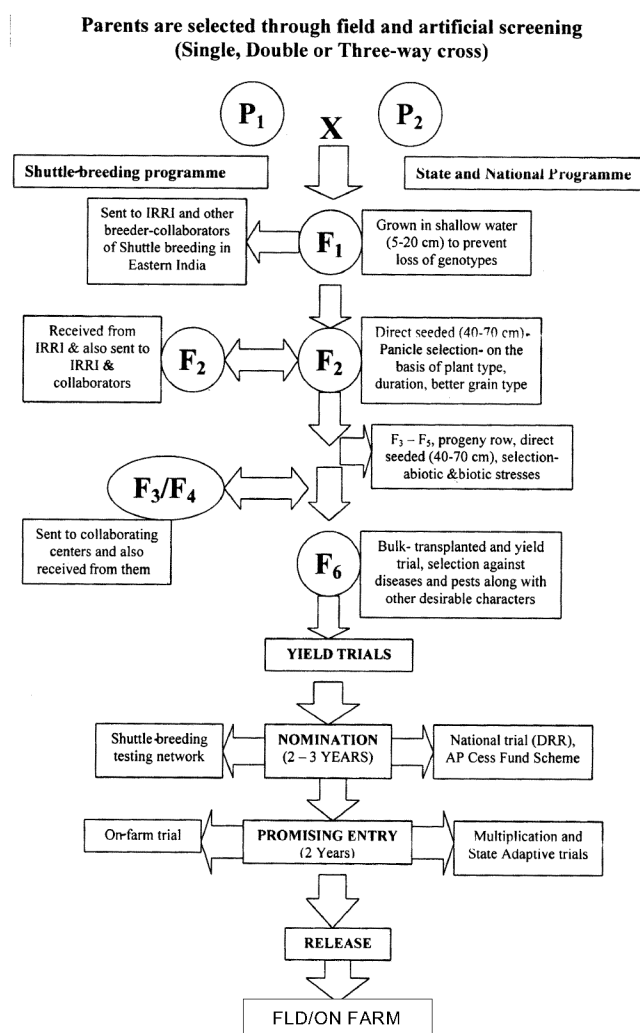 Parents are selected through field and artificial screening
(Single, Double or Three-way cross)
P1
X
P2
Shuttle-breeding programme
State and National Programme
Sent to IRRI and other
breeder-collaborators
of Shuttle breeding in
Eastern India
F1
Grown in shallow water
(5-20 cm) to prevent
loss of genotypes
Received from
IRRI & also sent to
IRRI &
collaborators
F2
F2
Direct seeded (40-70 cm)-
Panicle selection- on the
basis of plant type,
duration, better grain type
F3 – F5, progeny row, direct
seeded (40-70 cm), selection-
abiotic &biotic stresses
F3/F4
Sent to collaborating
centers and also
received from them
F6
Bulk- transplanted and yield
trial, selection against
diseases and pests along with
other desirable characters
YIELD TRIALS
Shuttle-breeding
testing network
NOMINATION
(2 – 3 YEARS)
National trial (DRR),
AP Cess Fund Scheme
On-farm trial
PROMISING ENTRY
(2 Years)
Multiplication and
State Adaptive trials
RELEASE
FLD/ON FARM